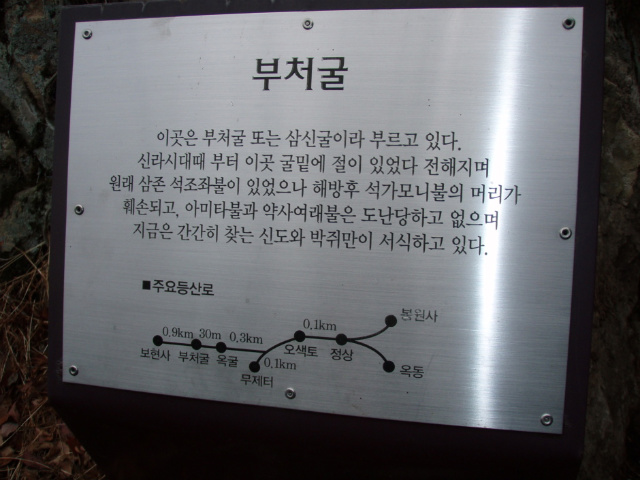 부처굴
이곳은 부처굴 또는 삼신굴이라 부르고 있다.
신라시대때 부터 이곳 굴밑에 절이 있었다 전해지며
원래 삼존 석조좌불이 있었으나 해방후 석가모니불의 머리가
훼손되고, 아미타불과 약사여래불은 도난당하고 없으며
지금은 간간히 찾는 신도와 박쥐만이 서식하고 있다.
■주요등산로
0.9km 30m 0.3km 0.1km 봉원사
보현사 부처굴 옥굴 오색토 정상
0.1km 옥동
무제터